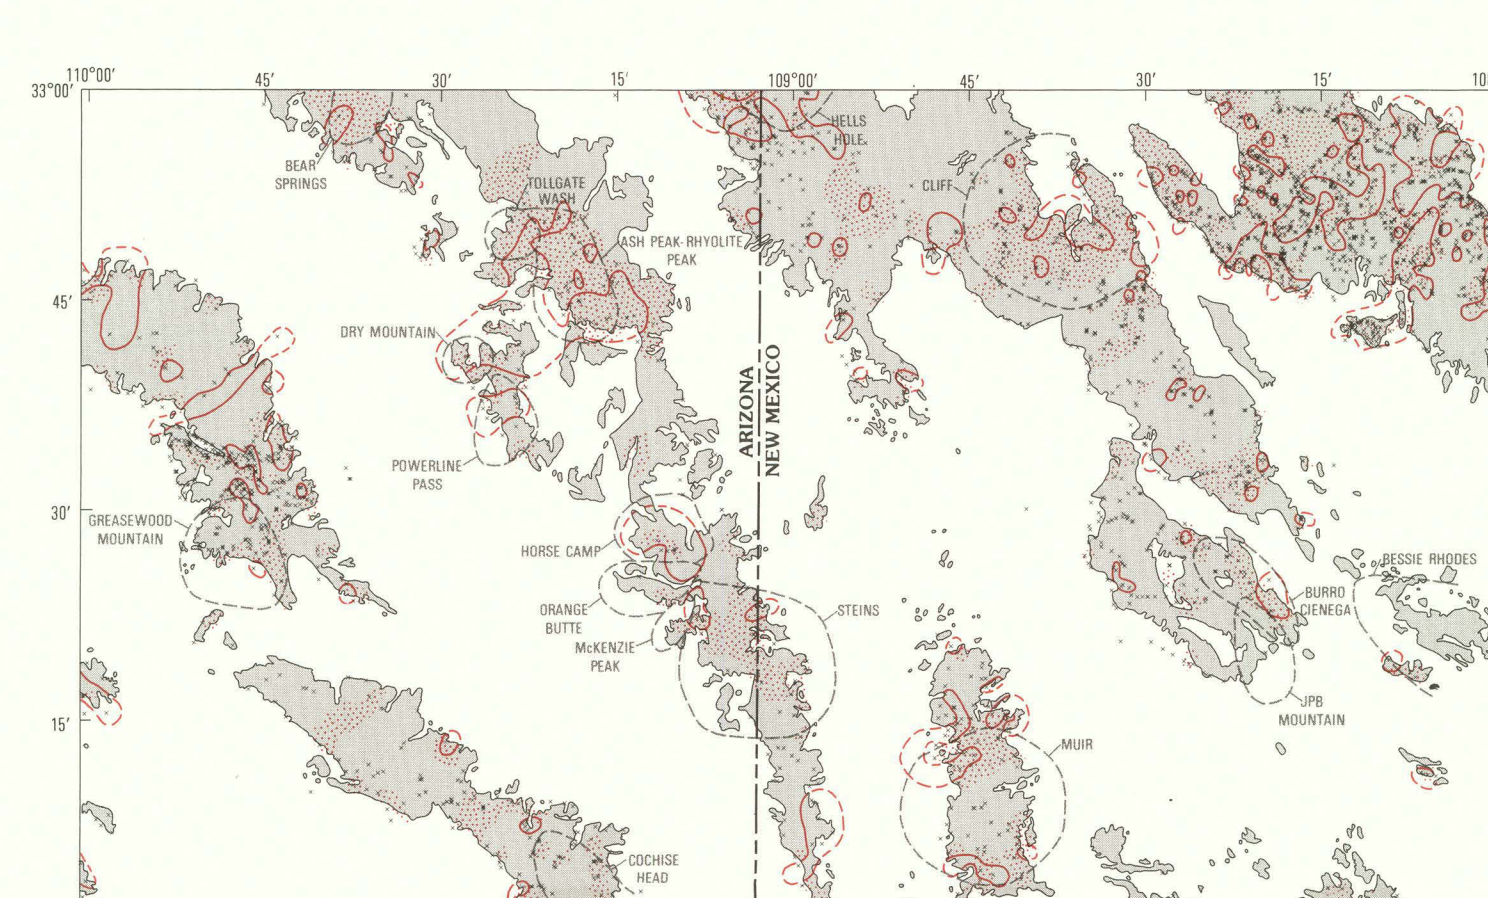 110°00′
45′
30′
15′
109°00′
45′
30′
15′
33°00′
HELLS
HOLE
BEAR
SPRINGS
TOLLGATE
WASH
CLIFF
ASH PEAK-RHYOLITE
PEAK
45′
DRY MOUNTAIN
ARIZONA
NEW MEXICO
POWERLINE
PASS
30′
GREASEWOOD
MOUNTAIN
HORSE CAMP
BESSIE RHODES
BURRO
CIENEGA
ORANGE
BUTTE
STEINS
McKENZIE
PEAK
JPB
MOUNTAIN
15′
MUIR
COCHISE
HEAD